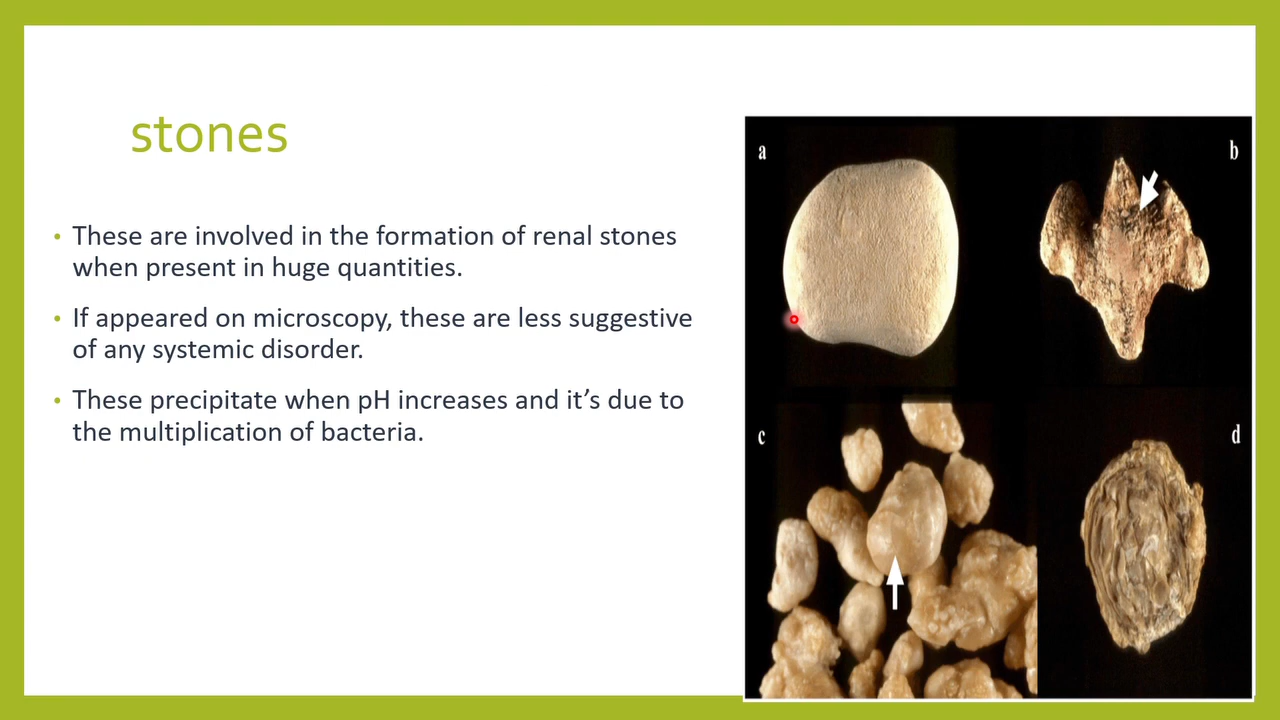 stones
• These are involved in the formation of renal stones
when present in huge quantities.
• If appeared on microscopy, these are less suggestive
of any systemic disorder.
• These precipitate when pH increases and it’s due to
the multiplication of bacteria.
a
b
c
d